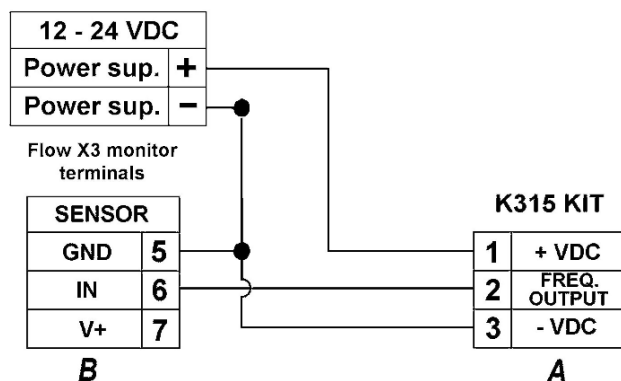 12 - 24 VDC
Power sup. +
Power sup. −
Flow X3 monitor
terminals
SENSOR
GND 5
IN 6
V+ 7
B
K315 KIT
1 + VDC
2 FREQ.
OUTPUT
3 - VDC
A